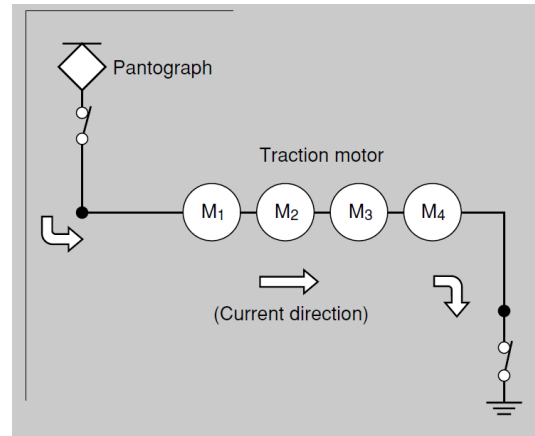 Pantograph
Traction motor
M₁ M₂ M₃ M₄
(Current direction)